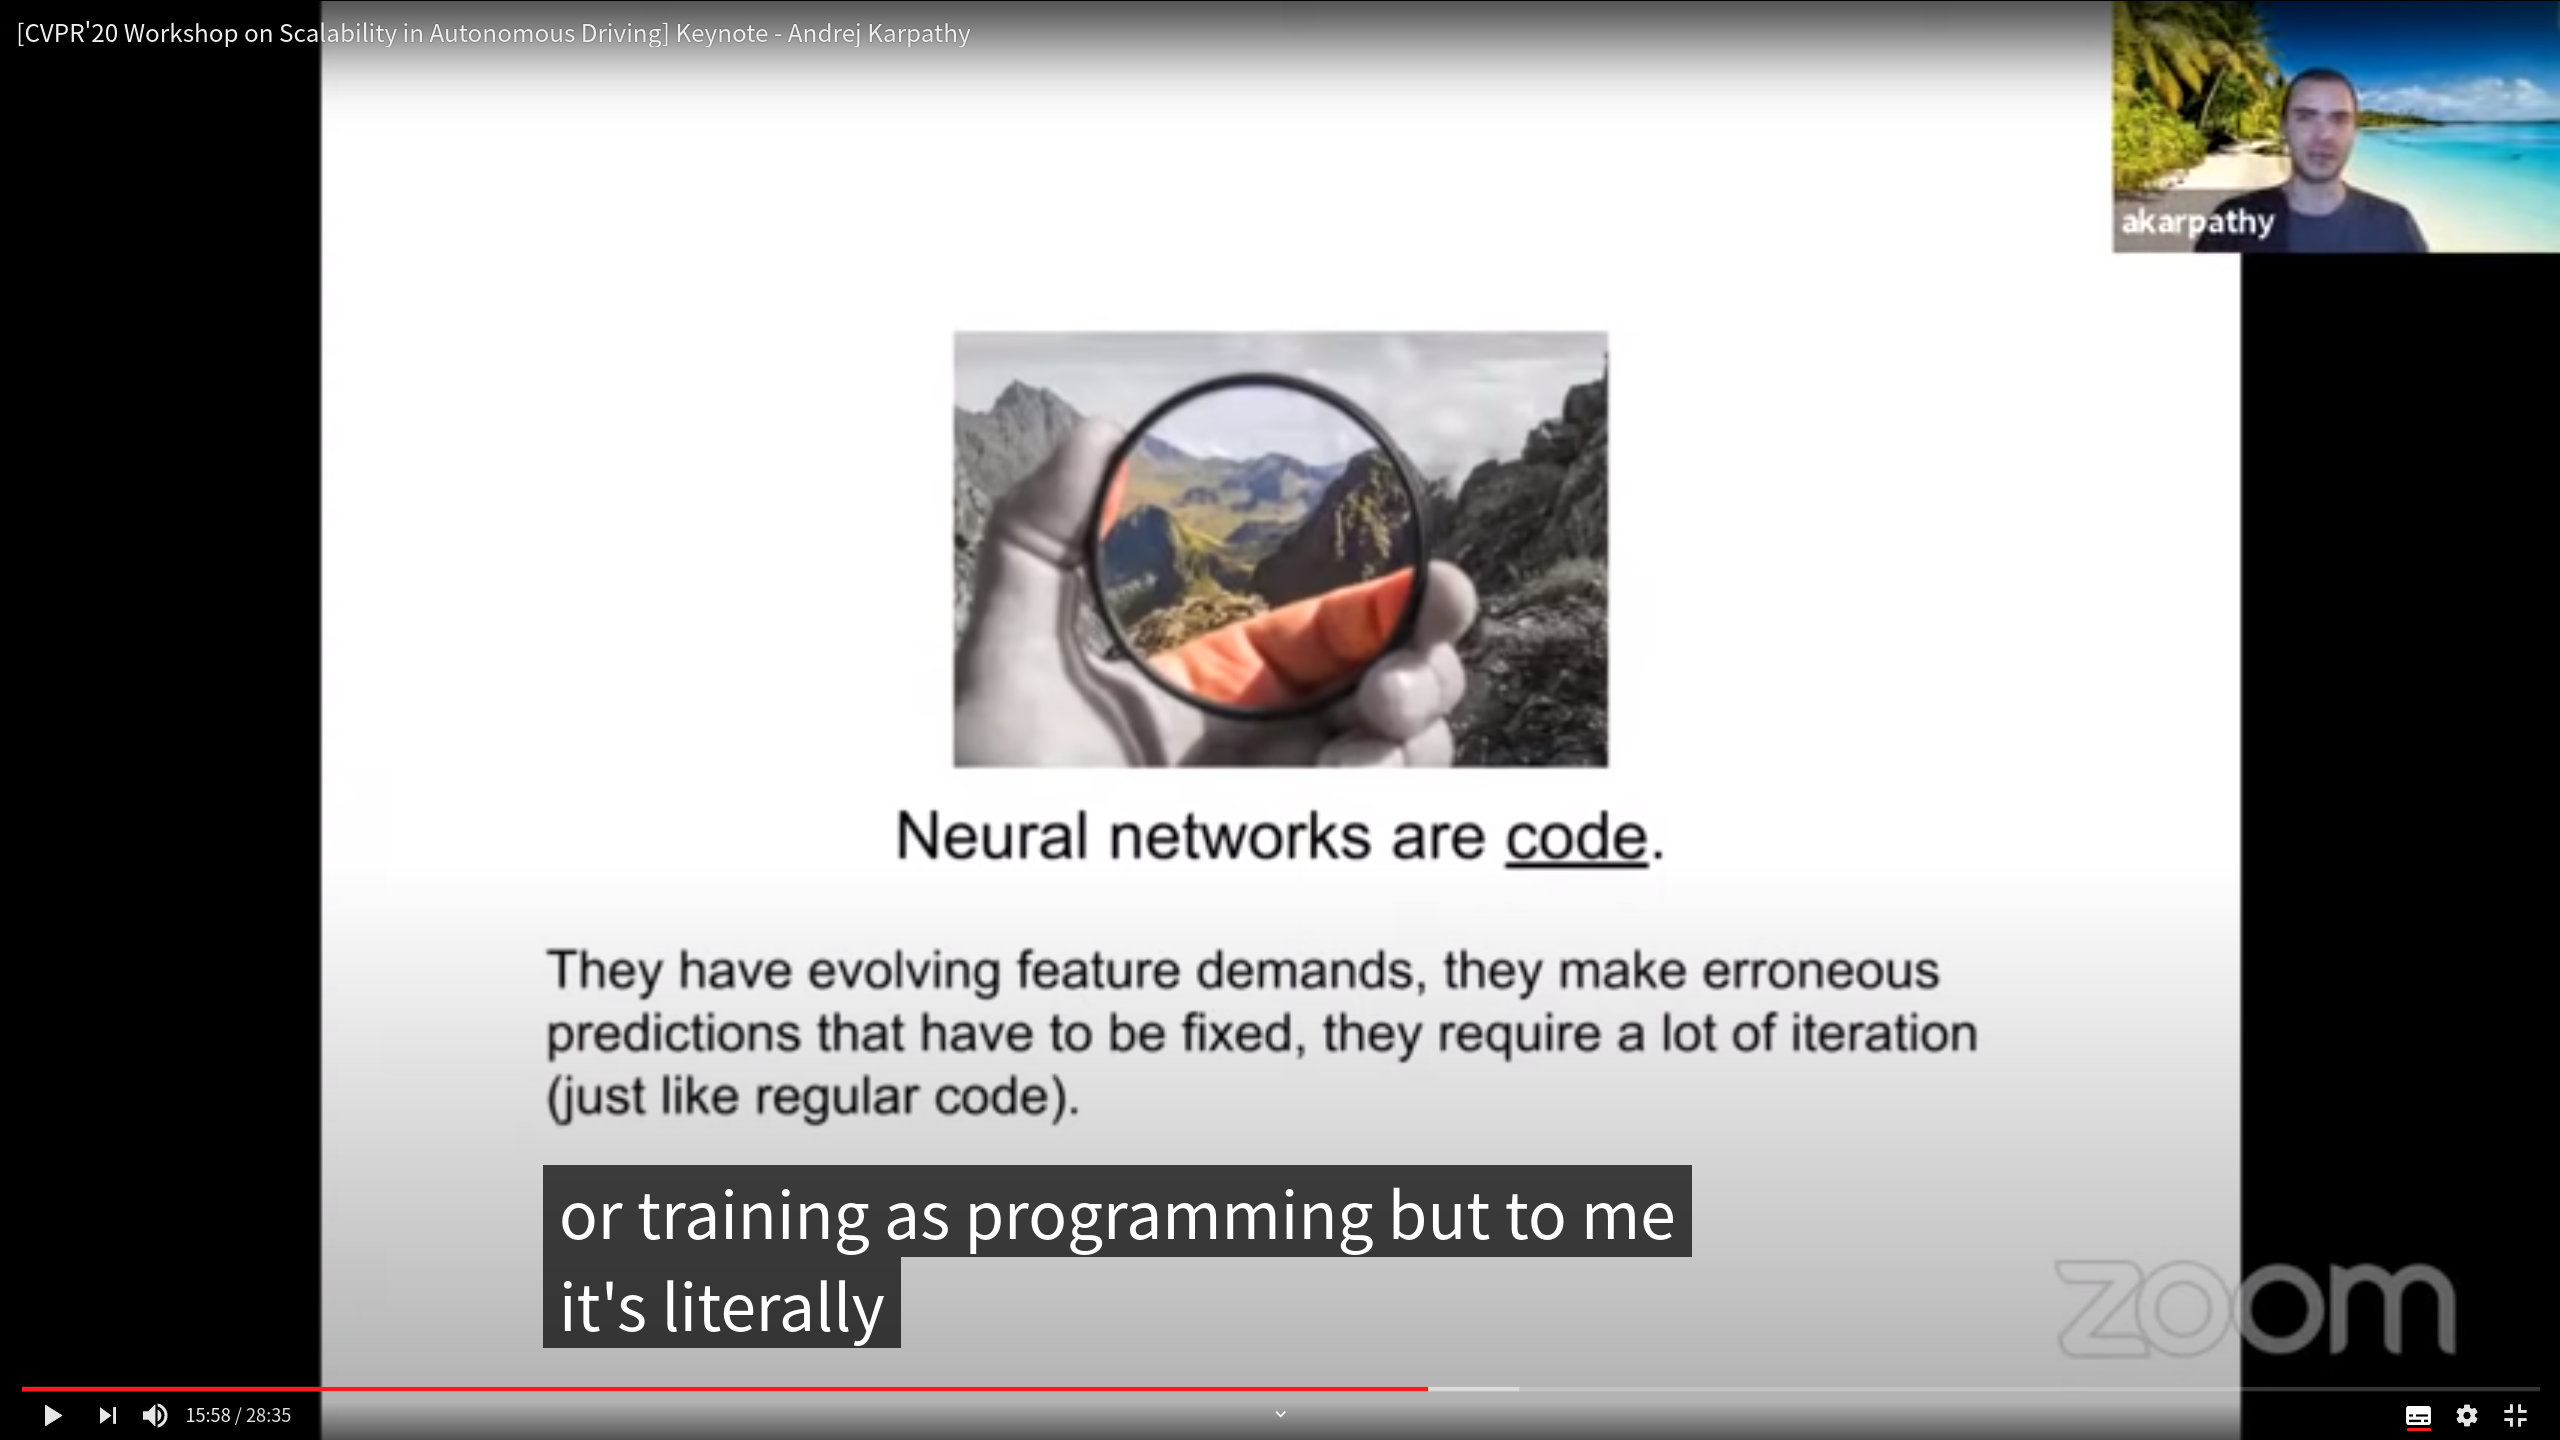 [CVPR'20 Workshop on Scalability in Autonomous Driving] Keynote - Andrej Karpathy
akarpathy
Neural networks are code.
They have evolving feature demands, they make erroneous
predictions that have to be fixed, they require a lot of iteration
(just like regular code).
or training as programming but to me
it's literally
zoom
15:58 / 28:35